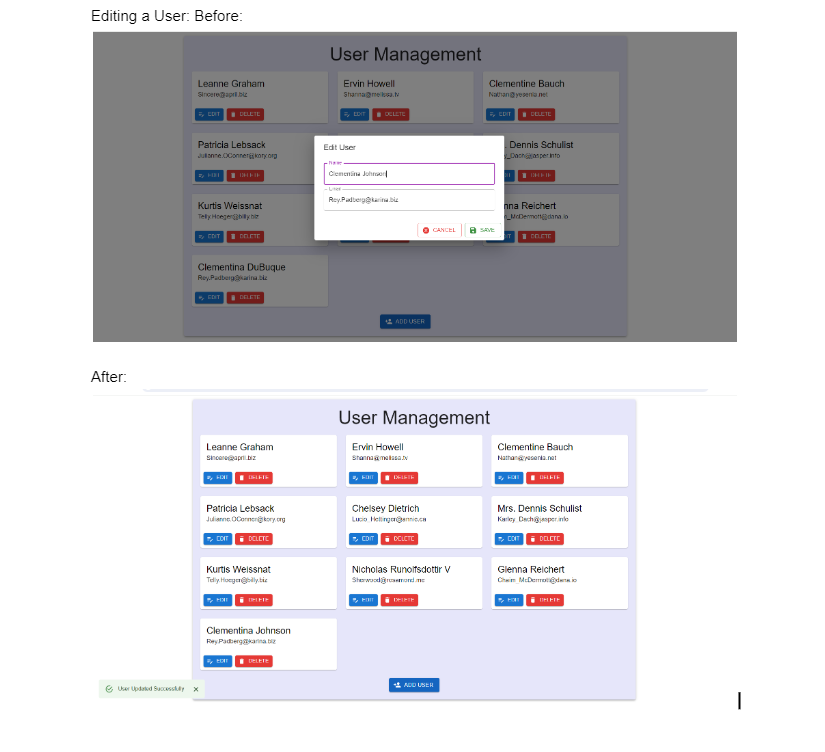 Editing a User: Before:
User Management
Leanne Graham
Sincere@april.biz
EDIT DELETE
Ervin Howell
Shanna@melissa.tv
EDIT DELETE
Clementine Bauch
Nathan@yesenia.net
EDIT DELETE
Patricia Lebsack
Julianne.OConner@kory.org
EDIT DELETE
. Dennis Schulist
y_Dach@jasper.info
DIT DELETE
Kurtis Weissnat
Telly.Hoeger@billy.biz
EDIT DELETE
nna Reichert
m_McDermott@dana.io
DIT DELETE
Clementina DuBuque
Rey.Padberg@karina.biz
EDIT DELETE
Edit User
Name
Clementina Johnson
Email
Rey.Padberg@karina.biz
CANCEL SAVE
ADD USER
After:
User Management
Leanne Graham
Sincere@april.biz
EDIT DELETE
Ervin Howell
Shanna@melissa.tv
EDIT DELETE
Clementine Bauch
Nathan@yesenia.net
EDIT DELETE
Patricia Lebsack
Julianne.OConner@kory.org
EDIT DELETE
Chelsey Dietrich
Lucio_Hettinger@annie.ca
EDIT DELETE
Mrs. Dennis Schulist
Karley_Dach@jasper.info
EDIT DELETE
Kurtis Weissnat
Telly.Hoeger@billy.biz
EDIT DELETE
Nicholas Runolfsdottir V
Sherwood@rosamond.me
EDIT DELETE
Glenna Reichert
Chaim_McDermott@dana.io
EDIT DELETE
Clementina Johnson
Rey.Padberg@karina.biz
EDIT DELETE
ADD USER
User Updated Successfully